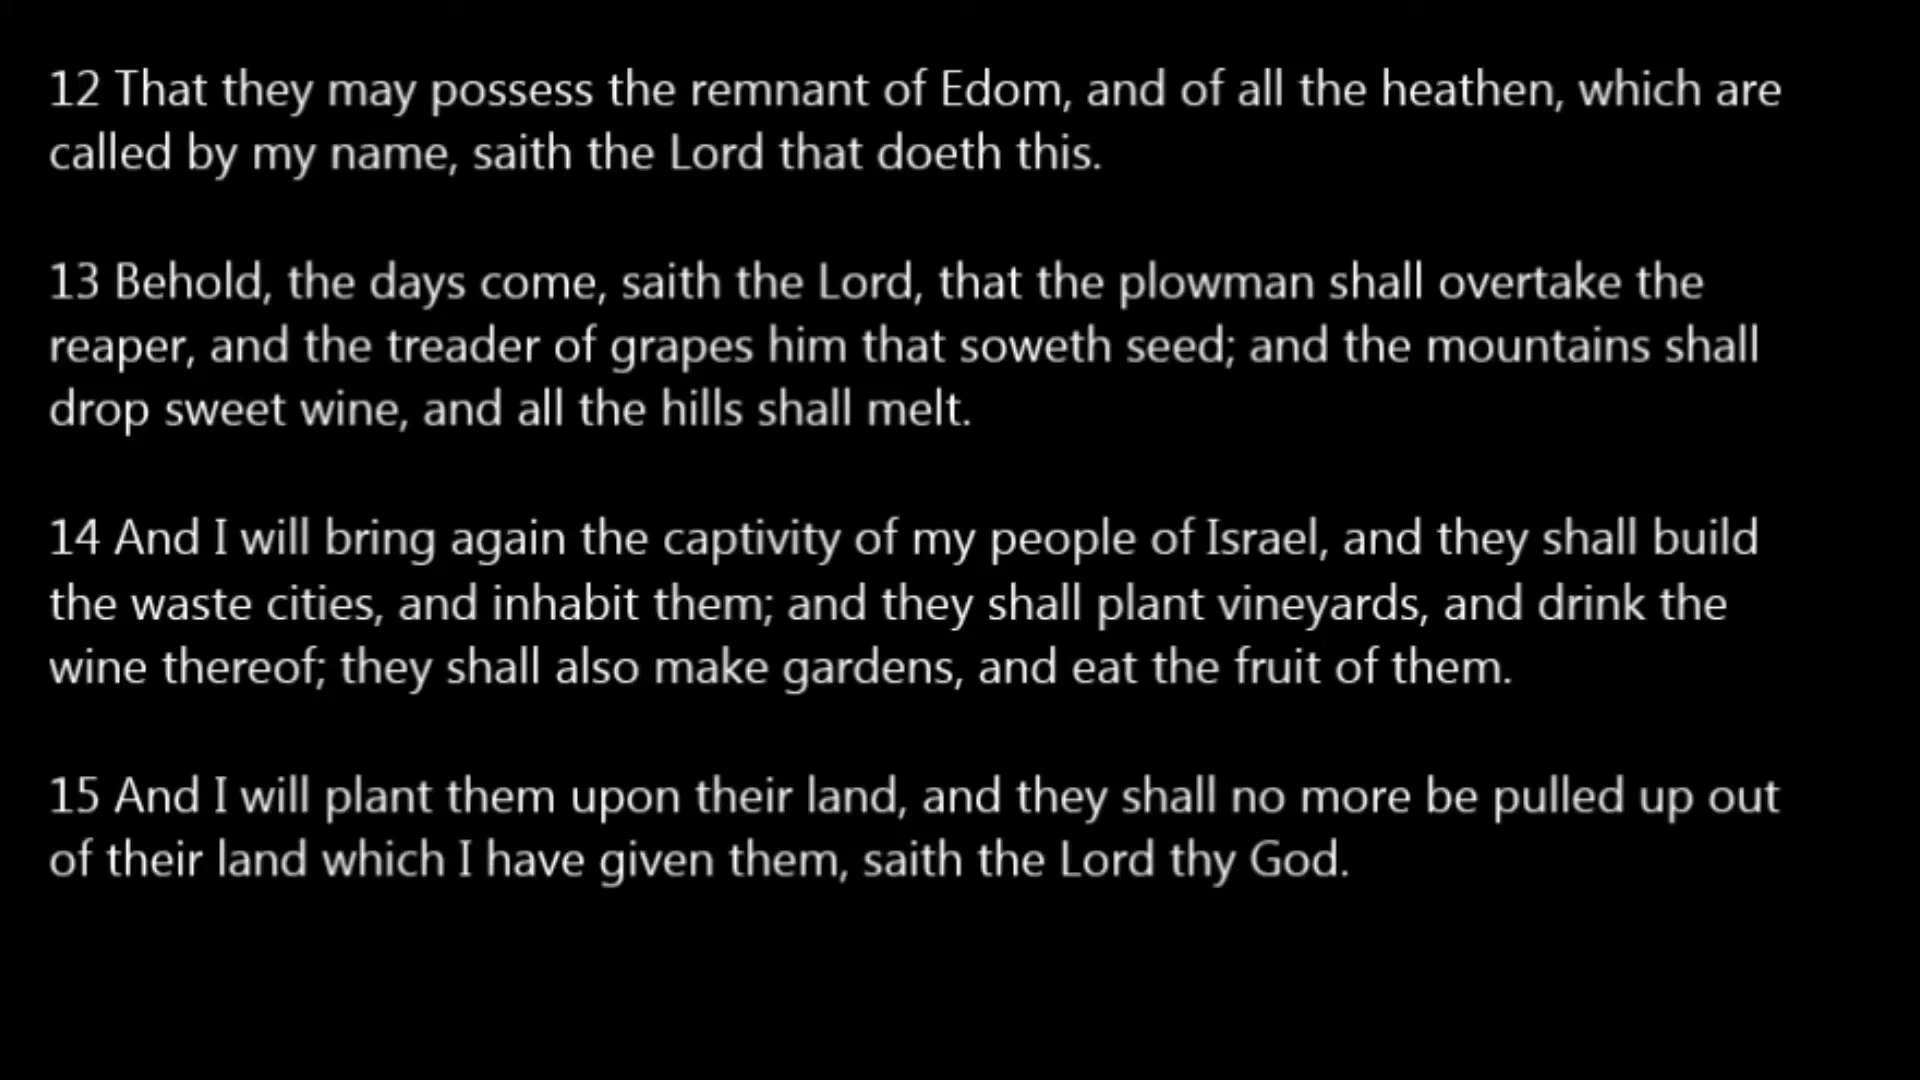 12 That they may possess the remnant of Edom, and of all the heathen, which are
called by my name, saith the Lord that doeth this.
13 Behold, the days come, saith the Lord, that the plowman shall overtake the
reaper, and the treader of grapes him that soweth seed; and the mountains shall
drop sweet wine, and all the hills shall melt.
14 And I will bring again the captivity of my people of Israel, and they shall build
the waste cities, and inhabit them; and they shall plant vineyards, and drink the
wine thereof; they shall also make gardens, and eat the fruit of them.
15 And I will plant them upon their land, and they shall no more be pulled up out
of their land which I have given them, saith the Lord thy God.